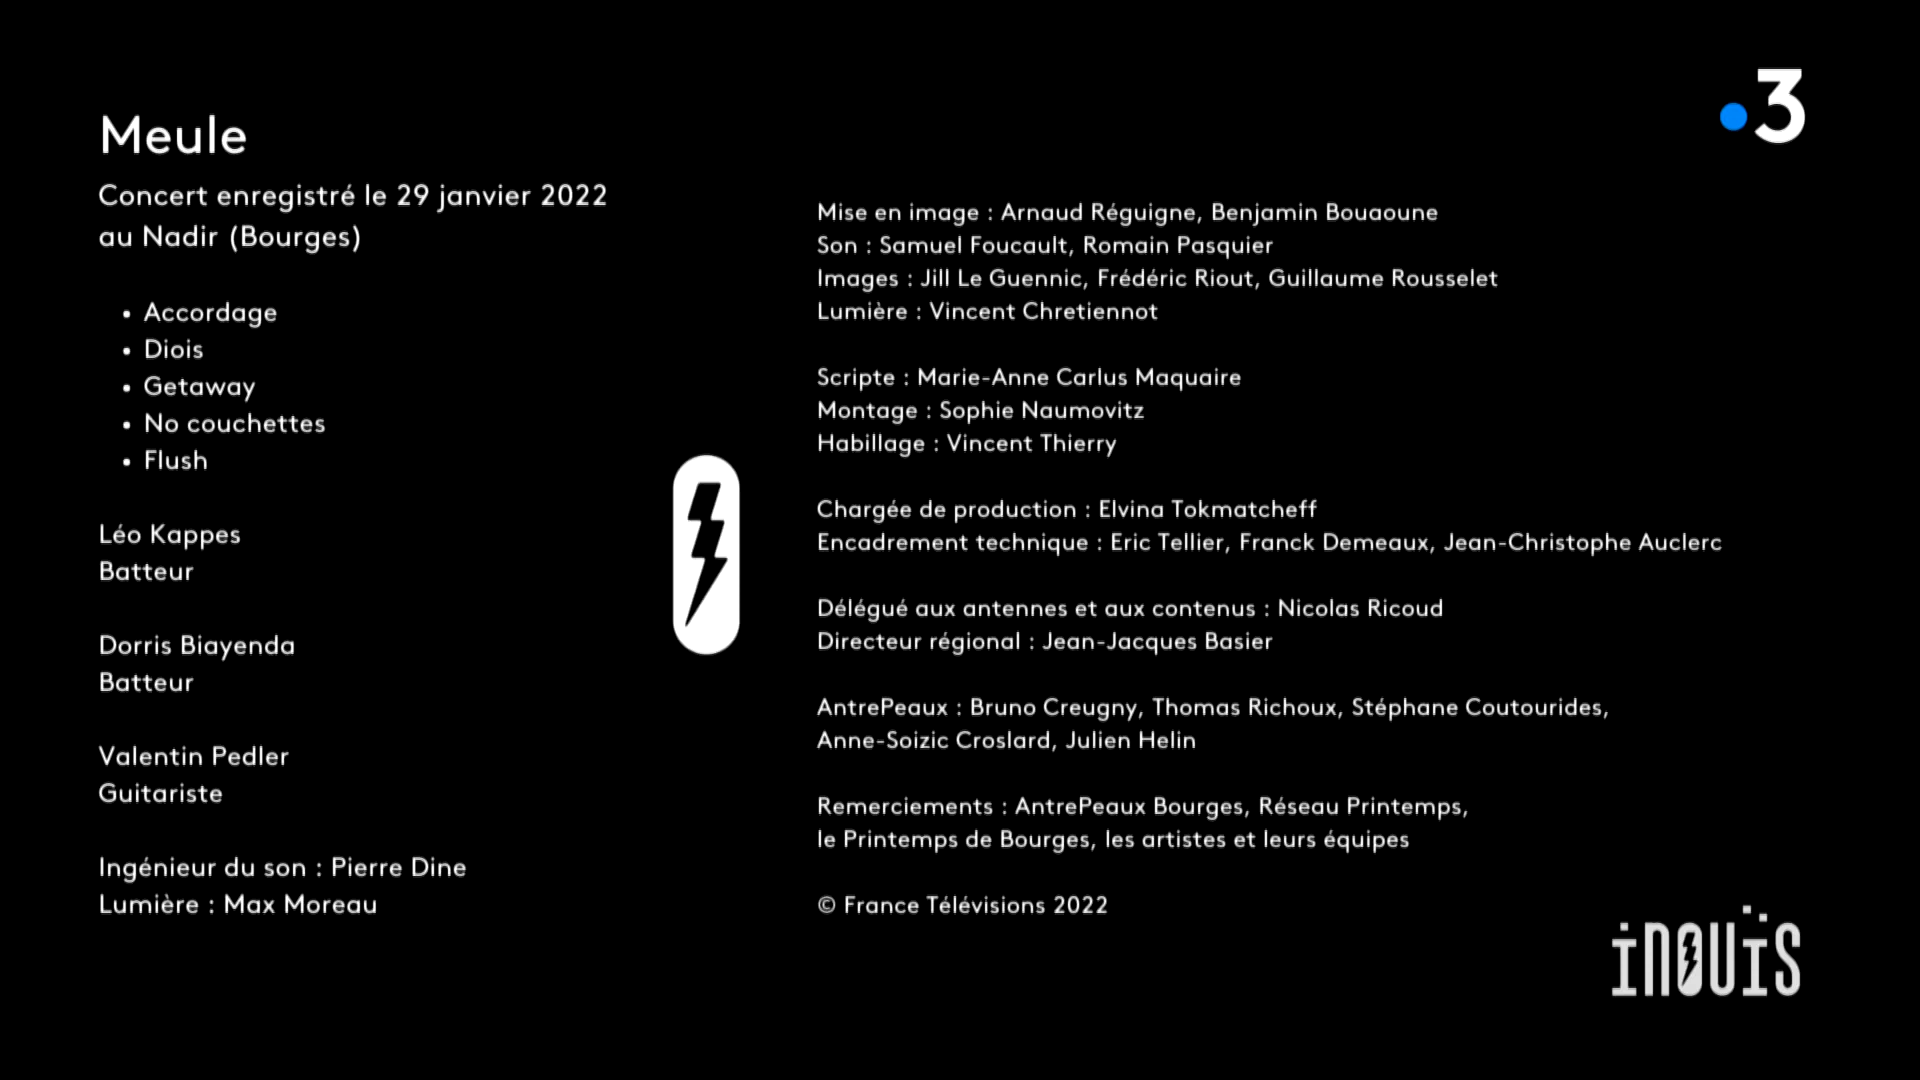 Meule
Concert enregistré le 29 janvier 2022
au Nadir (Bourges)
• Accordage
• Diois
• Getaway
• No couchettes
• Flush
Léo Kappes
Batteur
Dorris Biayenda
Batteur
Valentin Pedler
Guitariste
Ingénieur du son : Pierre Dine
Lumière : Max Moreau
3
Mise en image : Arnaud Réguigne, Benjamin Bouaoune
Son : Samuel Foucault, Romain Pasquier
Images : Jill Le Guennic, Frédéric Riout, Guillaume Rousselet
Lumière : Vincent Chretiennot
Scripte : Marie-Anne Carlus Maquaire
Montage : Sophie Naumovitz
Habillage : Vincent Thierry
Chargée de production : Elvina Tokmatcheff
Encadrement technique : Eric Tellier, Franck Demeaux, Jean-Christophe Auclerc
Délégué aux antennes et aux contenus : Nicolas Ricoud
Directeur régional : Jean-Jacques Basier
AntrePeaux : Bruno Creugny, Thomas Richoux, Stéphane Coutourides,
Anne-Soizic Croslard, Julien Helin
Remerciements : AntrePeaux Bourges, Réseau Printemps,
le Printemps de Bourges, les artistes et leurs équipes
© France Télévisions 2022
iNOUïS